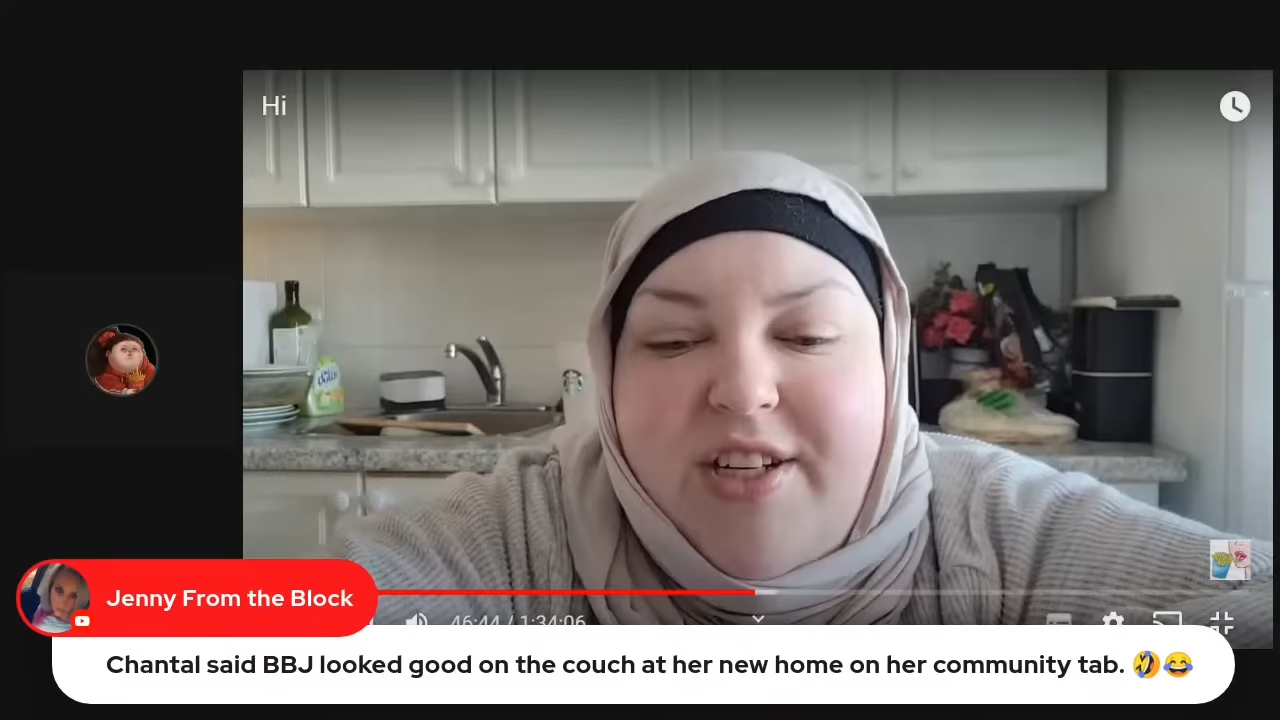 Hi
Jenny From the Block
46:44 / 1:34:06
Chantal said BBJ looked good on the couch at her new home on her community tab. 🤣😂